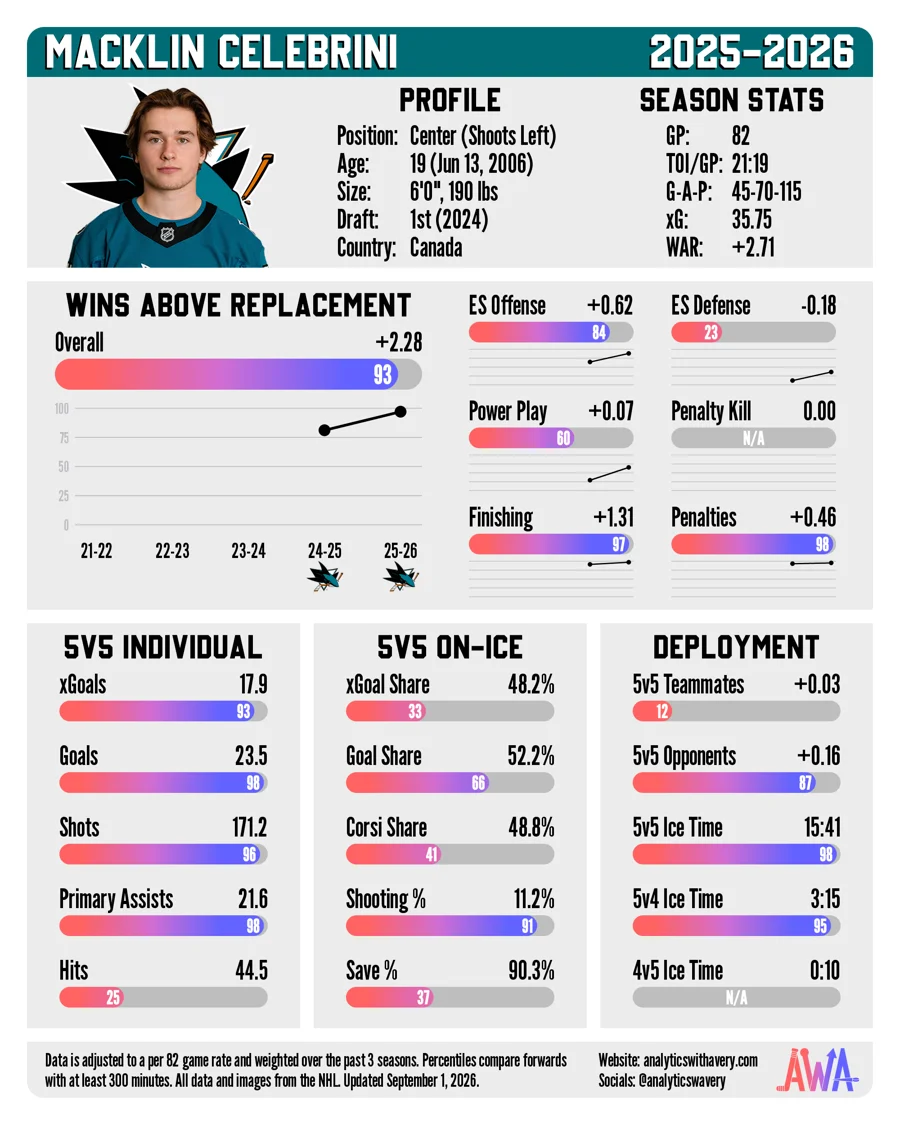 MACKLIN CELEBRINI 2025-2026
PROFILE
Position: Center (Shoots Left)
Age: 19 (Jun 13, 2006)
Size: 6'0", 190 lbs
Draft: 1st (2024)
Country: Canada
SEASON STATS
GP: 82
TOI/GP: 21:19
G-A-P: 45-70-115
xG: 35.75
WAR: +2.71
WINS ABOVE REPLACEMENT
Overall +2.28
93
100
75
50
25
0
21-22 22-23 23-24 24-25 25-26
ES Offense +0.62
84
ES Defense -0.18
23
Power Play +0.07
60
Penalty Kill 0.00
N/A
Finishing +1.31
97
Penalties +0.46
98
5V5 INDIVIDUAL
xGoals 17.9
93
Goals 23.5
98
Shots 171.2
96
Primary Assists 21.6
98
Hits 44.5
25
5V5 ON-ICE
xGoal Share 48.2%
33
Goal Share 52.2%
66
Corsi Share 48.8%
41
Shooting % 11.2%
91
Save % 90.3%
37
DEPLOYMENT
5v5 Teammates +0.03
12
5v5 Opponents +0.16
87
5v5 Ice Time 15:41
98
5v4 Ice Time 3:15
95
4v5 Ice Time 0:10
N/A
Data is adjusted to a per 82 game rate and weighted over the past 3 seasons. Percentiles compare forwards
with at least 300 minutes. All data and images from the NHL. Updated September 1, 2026.
Website: analyticswithavery.com
Socials: @analyticswavery
AWA